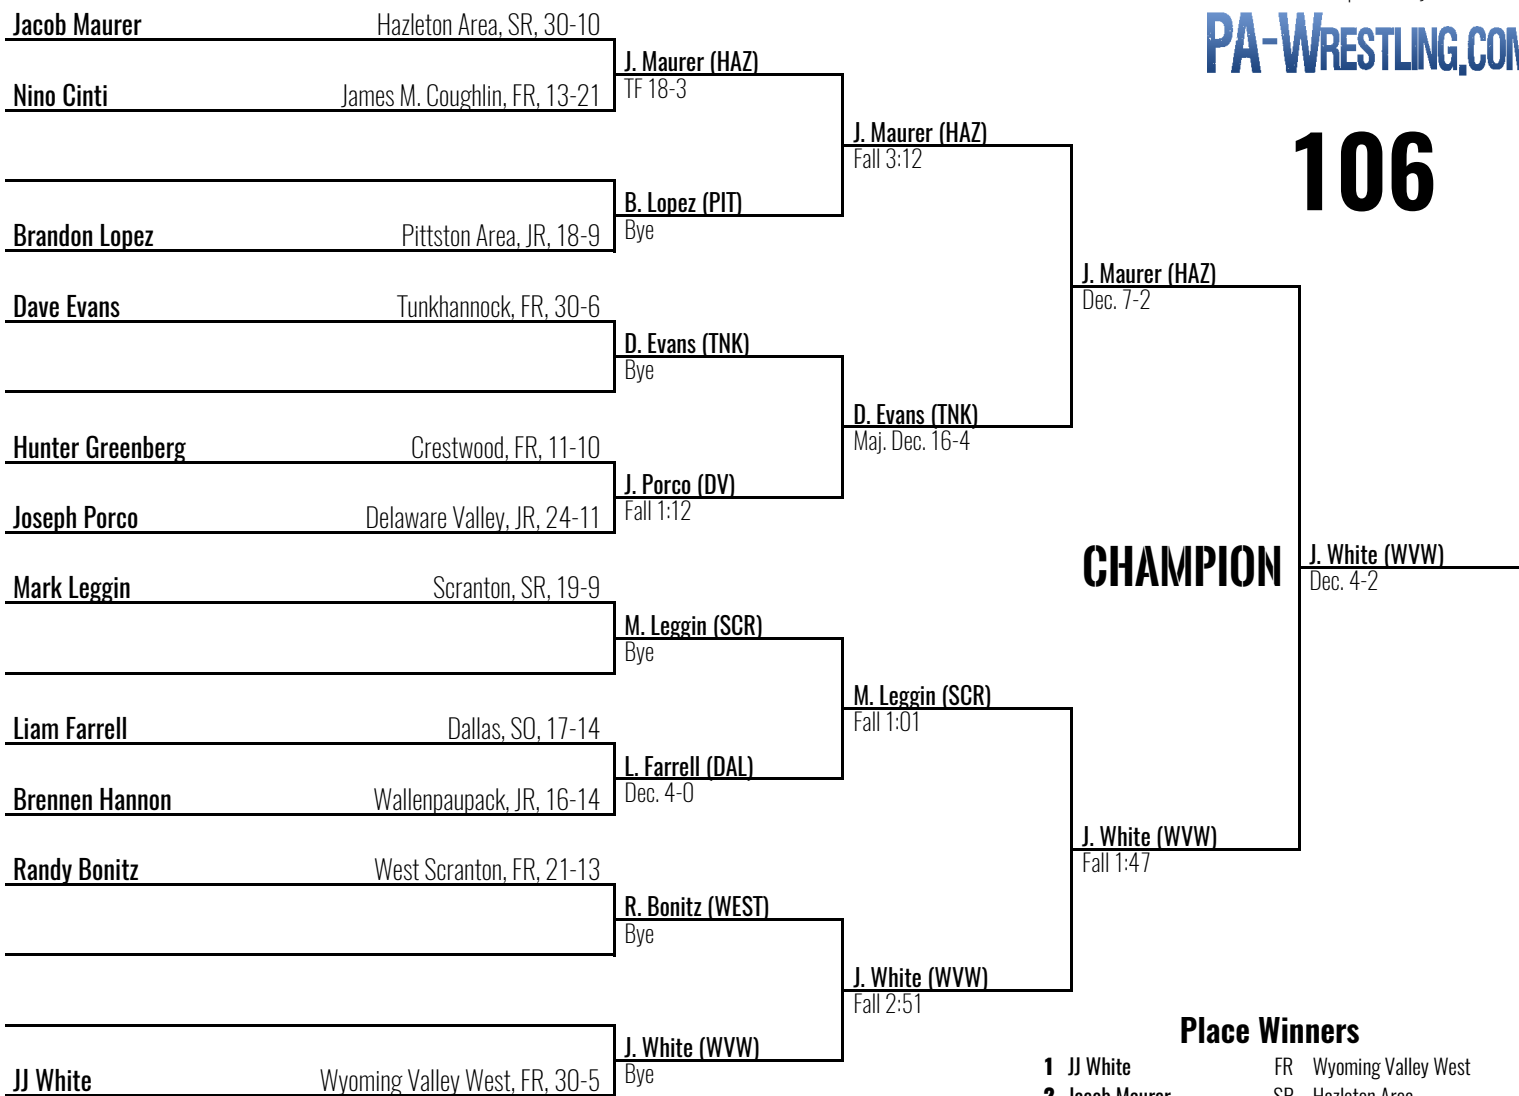 Jacob Maurer Hazleton Area, SR, 30-10
PA-WRESTLING.COM
J. Maurer (HAZ)
TF 18-3
Nino Cinti James M. Coughlin, FR, 13-21
J. Maurer (HAZ)
Fall 3:12
106
B. Lopez (PIT)
Bye
Brandon Lopez Pittston Area, JR, 18-9
J. Maurer (HAZ)
Dec. 7-2
Dave Evans Tunkhannock, FR, 30-6
D. Evans (TNK)
Bye
D. Evans (TNK)
Maj. Dec. 16-4
Hunter Greenberg Crestwood, FR, 11-10
J. Porco (DV)
Fall 1:12
Joseph Porco Delaware Valley, JR, 24-11
CHAMPION
J. White (WVW)
Dec. 4-2
Mark Leggin Scranton, SR, 19-9
M. Leggin (SCR)
Bye
M. Leggin (SCR)
Fall 1:01
Liam Farrell Dallas, SO, 17-14
L. Farrell (DAL)
Dec. 4-0
Brennen Hannon Wallenpaupack, JR, 16-14
J. White (WVW)
Fall 1:47
Randy Bonitz West Scranton, FR, 21-13
R. Bonitz (WEST)
Bye
J. White (WVW)
Fall 2:51
Place Winners
J. White (WVW)
Bye
1 JJ White FR Wyoming Valley West
JJ White Wyoming Valley West, FR, 30-5
2 Jacob Maurer SR Hazleton Area